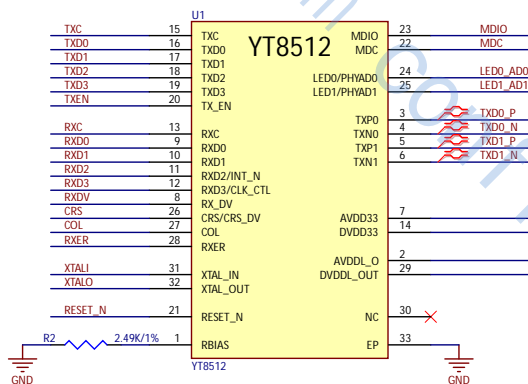 U1
YT8512
TXC 15 TXC MDIO 23 MDIO
TXD0 16 TXD0 MDC 22 MDC
TXD1 17 TXD1
TXD2 18 TXD2 LED0/PHYAD0 24 LED0_AD0
TXD3 19 TXD3 LED1/PHYAD1 25 LED1_AD1
TXEN 20 TX_EN
TXP0 3 TXD0_P
RXC 13 RXC TXN0 4 TXD0_N
RXD0 9 RXD0 TXP1 5 TXD1_P
RXD1 10 RXD1 TXN1 6 TXD1_N
RXD2 11 RXD2/INT_N
RXD3 12 RXD3/CLK_CTL
RXDV 8 RX_DV
CRS 26 CRS/CRS_DV AVDD33 7
COL 27 COL DVDD33 14
RXER 28 RXER
AVDDL_O 2
XTALI 31 XTAL_IN DVDDL_OUT 29
XTALO 32 XTAL_OUT
RESET_N 21 RESET_N NC 30
R2 2.49K/1% 1 RBIAS EP 33
YT8512
GND GND